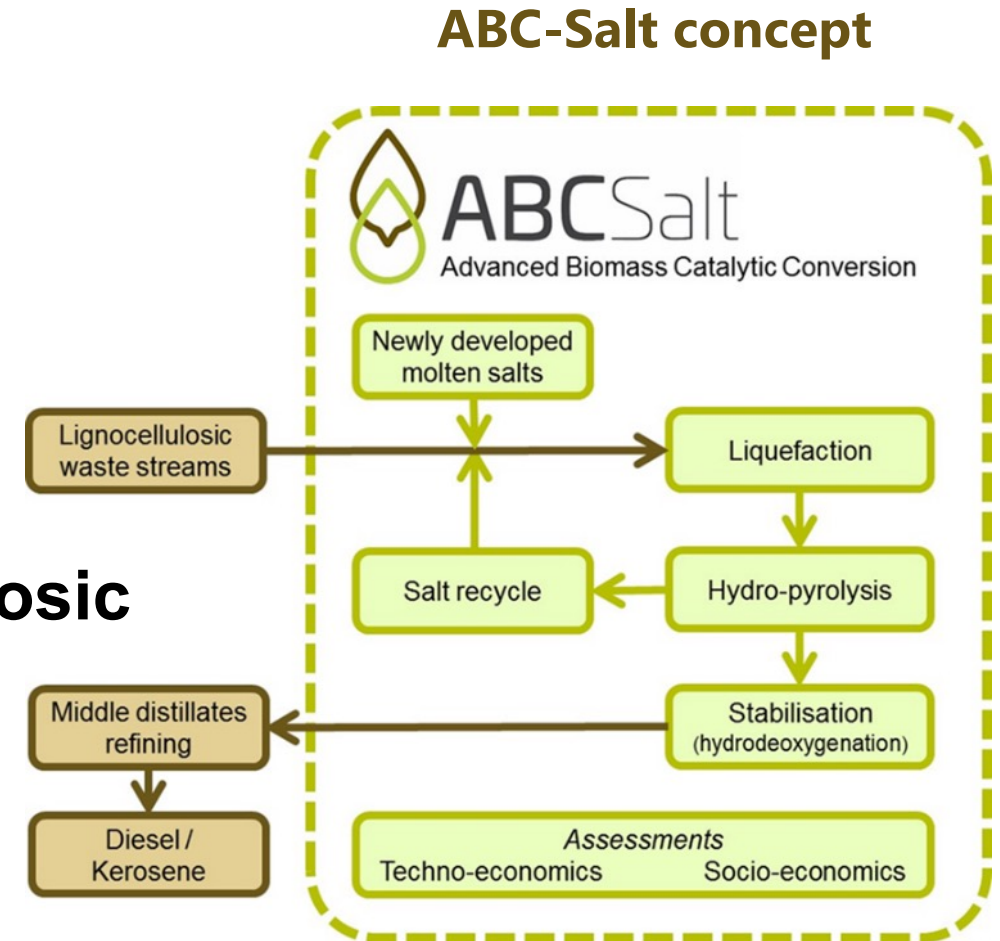 ABC-Salt concept
ABCSalt
Advanced Biomass Catalytic Conversion
Newly developed
molten salts
Lignocellulosic
waste streams
Liquefaction
osic
Salt recycle
Hydro-pyrolysis
Middle distillates
refining
Stabilisation
(hydrodeoxygenation)
Diesel /
Kerosene
Assessments
Techno-economics Socio-economics